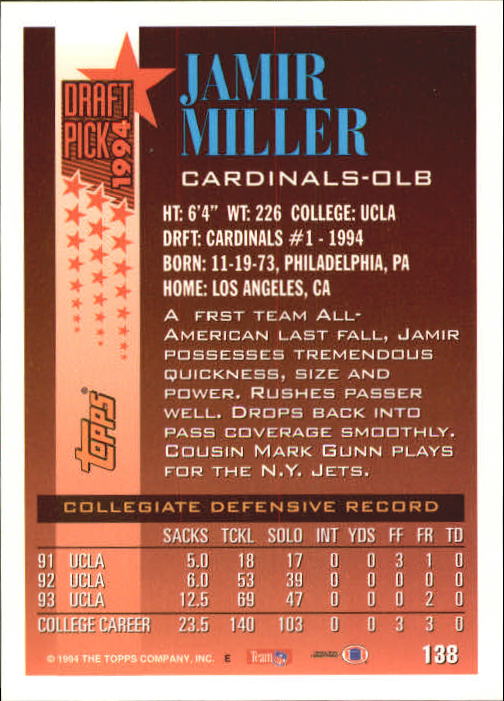 DRAFT
PICK
1994
JAMIR
MILLER
CARDINALS-OLB
HT: 6'4" WT: 226 COLLEGE: UCLA
DRFT: CARDINALS #1 - 1994
BORN: 11-19-73, PHILADELPHIA, PA
HOME: LOS ANGELES, CA
A FRST TEAM ALL-
AMERICAN LAST FALL, JAMIR
POSSESSES TREMENDOUS
QUICKNESS, SIZE AND
POWER. RUSHES PASSER
WELL. DROPS BACK INTO
PASS COVERAGE SMOOTHLY.
COUSIN MARK GUNN PLAYS
FOR THE N.Y. JETS.
Topps®
COLLEGIATE DEFENSIVE RECORD
SACKS TCKL SOLO INT YDS FF FR TD
91 UCLA 5.0 18 17 0 0 3 1 0
92 UCLA 6.0 53 39 0 0 0 0 0
93 UCLA 12.5 69 47 0 0 0 2 0
COLLEGE CAREER 23.5 140 103 0 0 3 3 0
© 1994 THE TOPPS COMPANY, INC. E Team NFL 138